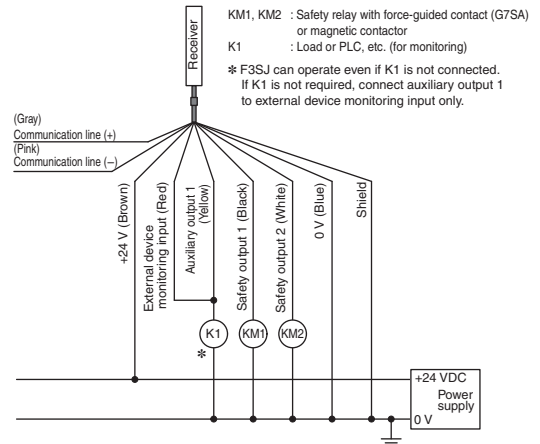 Receiver
KM1, KM2 : Safety relay with force-guided contact (G7SA)
or magnetic contactor
K1 : Load or PLC, etc. (for monitoring)
* F3SJ can operate even if K1 is not connected.
If K1 is not required, connect auxiliary output 1
to external device monitoring input only.
(Gray)
Communication line (+)
(Pink)
Communication line (−)
+24 V (Brown)
External device
monitoring input (Red)
Auxiliary output 1
(Yellow)
Safety output 1 (Black)
Safety output 2 (White)
0 V (Blue)
Shield
K1
*
KM1
KM2
+24 VDC
Power
supply
0 V